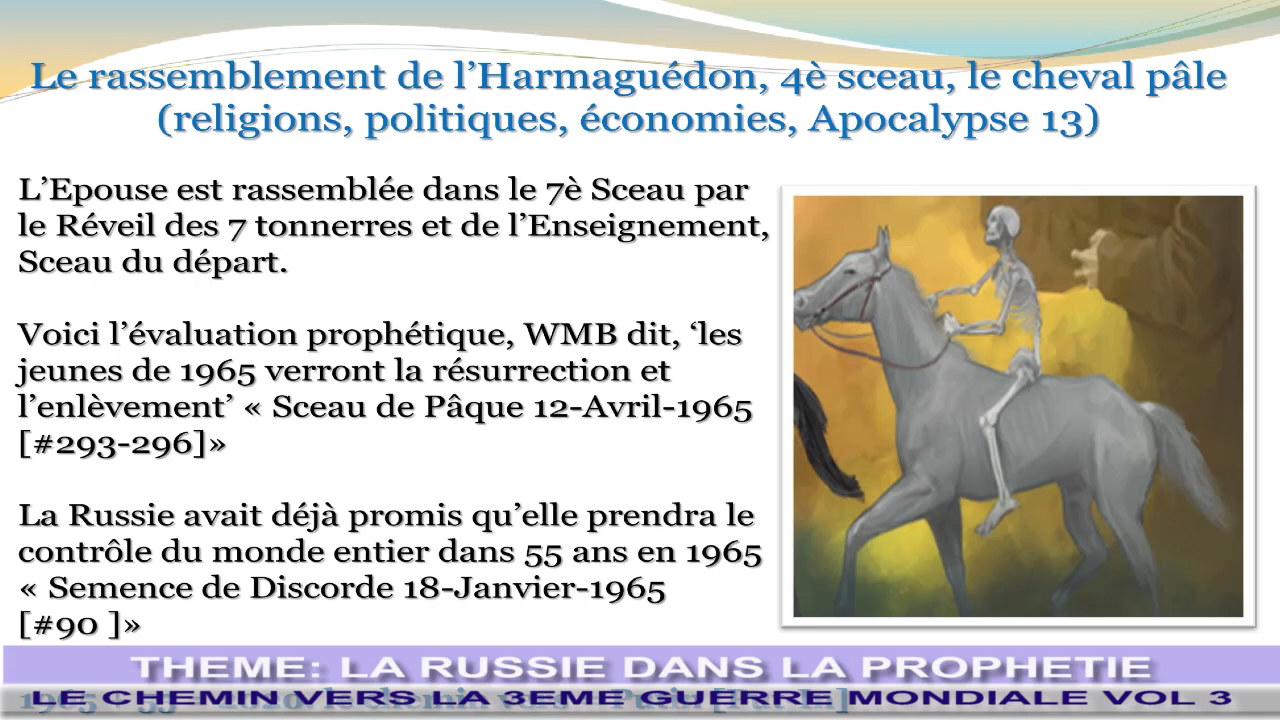 Le rassemblement de l’Harmaguédon, 4è sceau, le cheval pâle
(religions, politiques, économies, Apocalypse 13)
L’Epouse est rassemblée dans le 7è Sceau par
le Réveil des 7 tonnerres et de l’Enseignement,
Sceau du départ.
Voici l’évaluation prophétique, WMB dit, ‘les
jeunes de 1965 verront la résurrection et
l’enlèvement’ « Sceau de Pâque 12-Avril-1965
[#293-296]»
La Russie avait déjà promis qu’elle prendra le
contrôle du monde entier dans 55 ans en 1965
« Semence de Discorde 18-Janvier-1965
[#90 ]»
THEME: LA RUSSIE DANS LA PROPHETIE
LE CHEMIN VERS LA 3EME GUERRE MONDIALE VOL 3